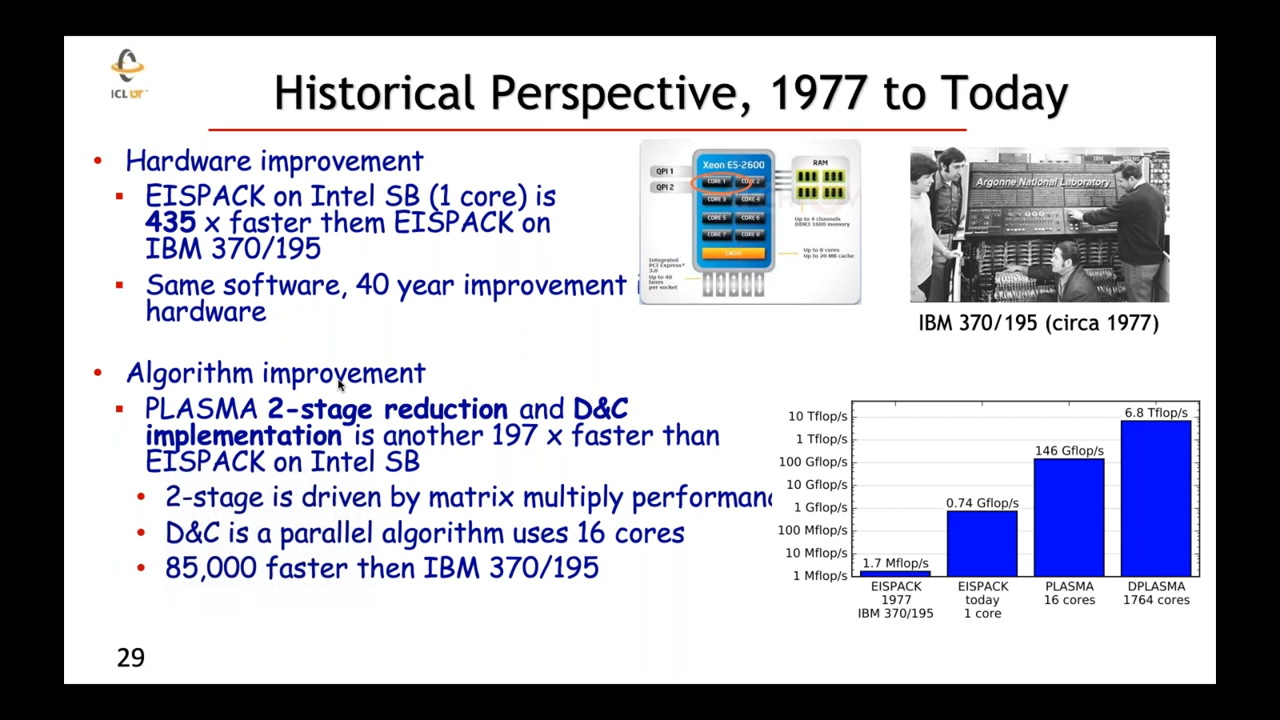 ICL UT
Historical Perspective, 1977 to Today
• Hardware improvement
▪ EISPACK on Intel SB (1 core) is
435 x faster them EISPACK on
IBM 370/195
▪ Same software, 40 year improvement
hardware
• Algorithm improvement
▪ PLASMA 2-stage reduction and D&C
implementation is another 197 x faster than
EISPACK on Intel SB
• 2-stage is driven by matrix multiply performanc
• D&C is a parallel algorithm uses 16 cores
• 85,000 faster then IBM 370/195
29
Xeon E5-2600
QPI 1
QPI 2
CORE 1
CORE 2
CORE 3
CORE 4
CORE 5
CORE 6
CORE 7
CORE 8
CACHE
RAM
Up to 4 channels
DDR3 1600 memory
Up to 8 cores
Up to 20 MB cache
Integrated
PCI Express*
3.0
Up to 40
lanes
per socket
Argonne National Laboratory
IBM 370/195 (circa 1977)
10 Tflop/s
1 Tflop/s
100 Gflop/s
10 Gflop/s
1 Gflop/s
100 Mflop/s
10 Mflop/s
1 Mflop/s
1.7 Mflop/s
0.74 Gflop/s
146 Gflop/s
6.8 Tflop/s
EISPACK
1977
IBM 370/195
EISPACK
today
1 core
PLASMA
16 cores
DPLASMA
1764 cores